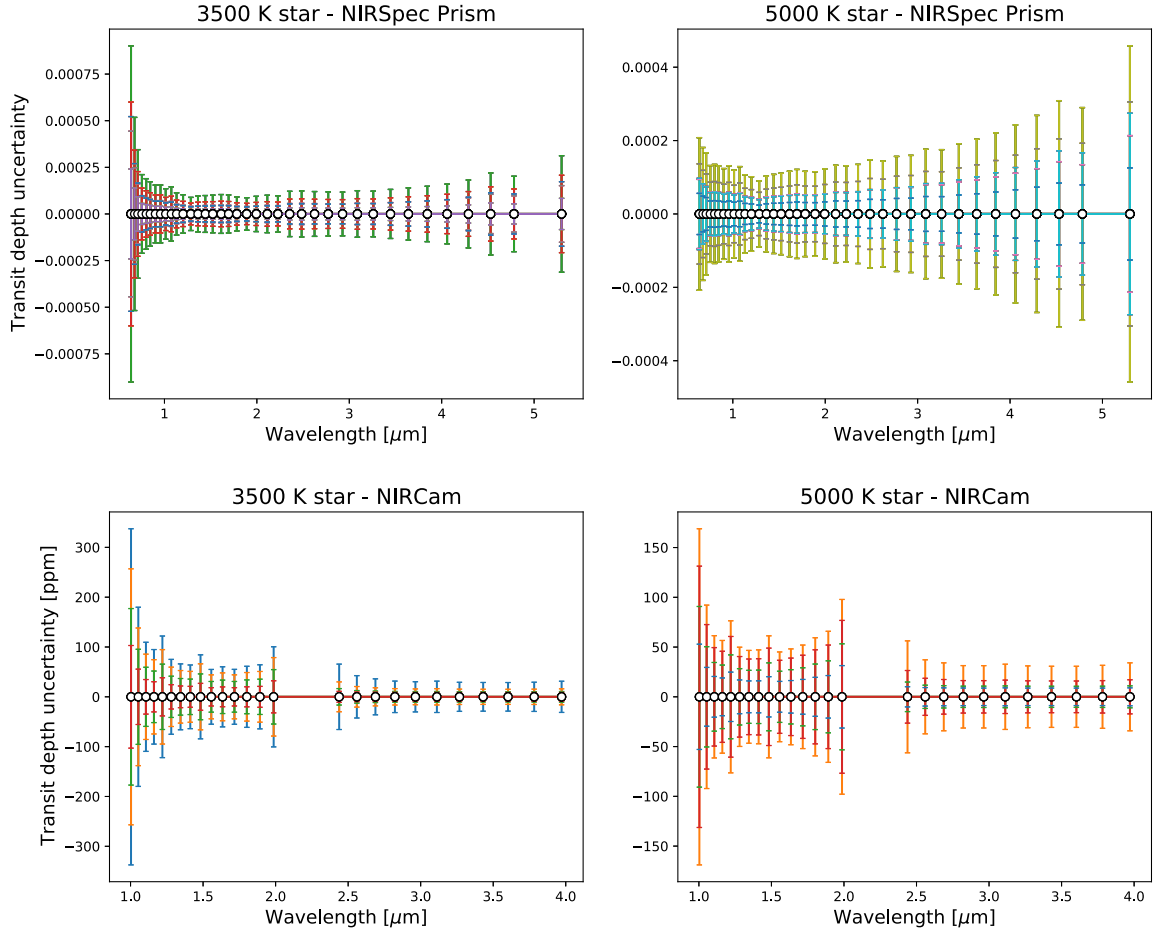 3500 K star - NIRSpec Prism
5000 K star - NIRSpec Prism
Transit depth uncertainty
0.00075
0.00050
0.00025
0.00000
−0.00025
−0.00050
−0.00075
1 2 3 4 5
Wavelength [μm]
0.0004
0.0002
0.0000
−0.0002
−0.0004
1 2 3 4 5
Wavelength [μm]
3500 K star - NIRCam
5000 K star - NIRCam
Transit depth uncertainty [ppm]
300
200
100
0
−100
−200
−300
1.0 1.5 2.0 2.5 3.0 3.5 4.0
Wavelength [μm]
150
100
50
0
−50
−100
−150
1.0 1.5 2.0 2.5 3.0 3.5 4.0
Wavelength [μm]